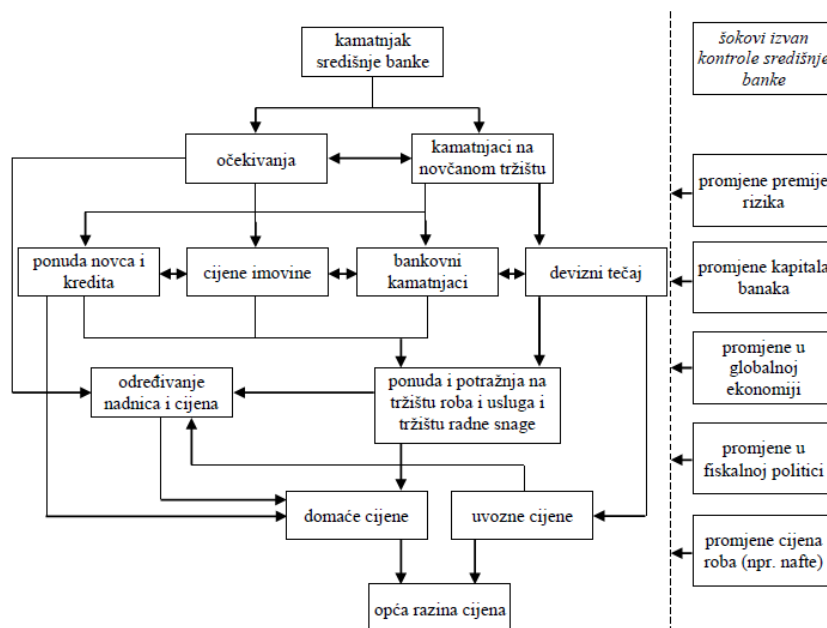 kamatnjak
središnje banke
šokovi izvan
kontrole središnje
banke
očekivanja
kamatnjaci na
novčanom tržištu
promjene premije
rizika
ponuda novca i
kredita
cijene imovine
bankovni
kamatnjaci
devizni tečaj
promjene kapitala
banaka
određivanje
nadnica i cijena
ponuda i potražnja na
tržištu roba i usluga i
tržištu radne snage
promjene u
globalnoj
ekonomiji
promjene u
fiskalnoj politici
domaće cijene
uvozne cijene
promjene cijena
roba (npr. nafte)
opća razina cijena